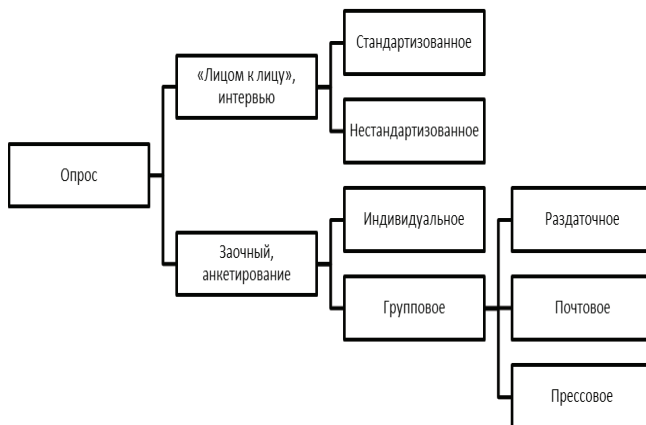 Опрос
«Лицом к лицу»,
интервью
Стандартизованное
Нестандартизованное
Заочный,
анкетирование
Индивидуальное
Групповое
Раздаточное
Почтовое
Прессовое